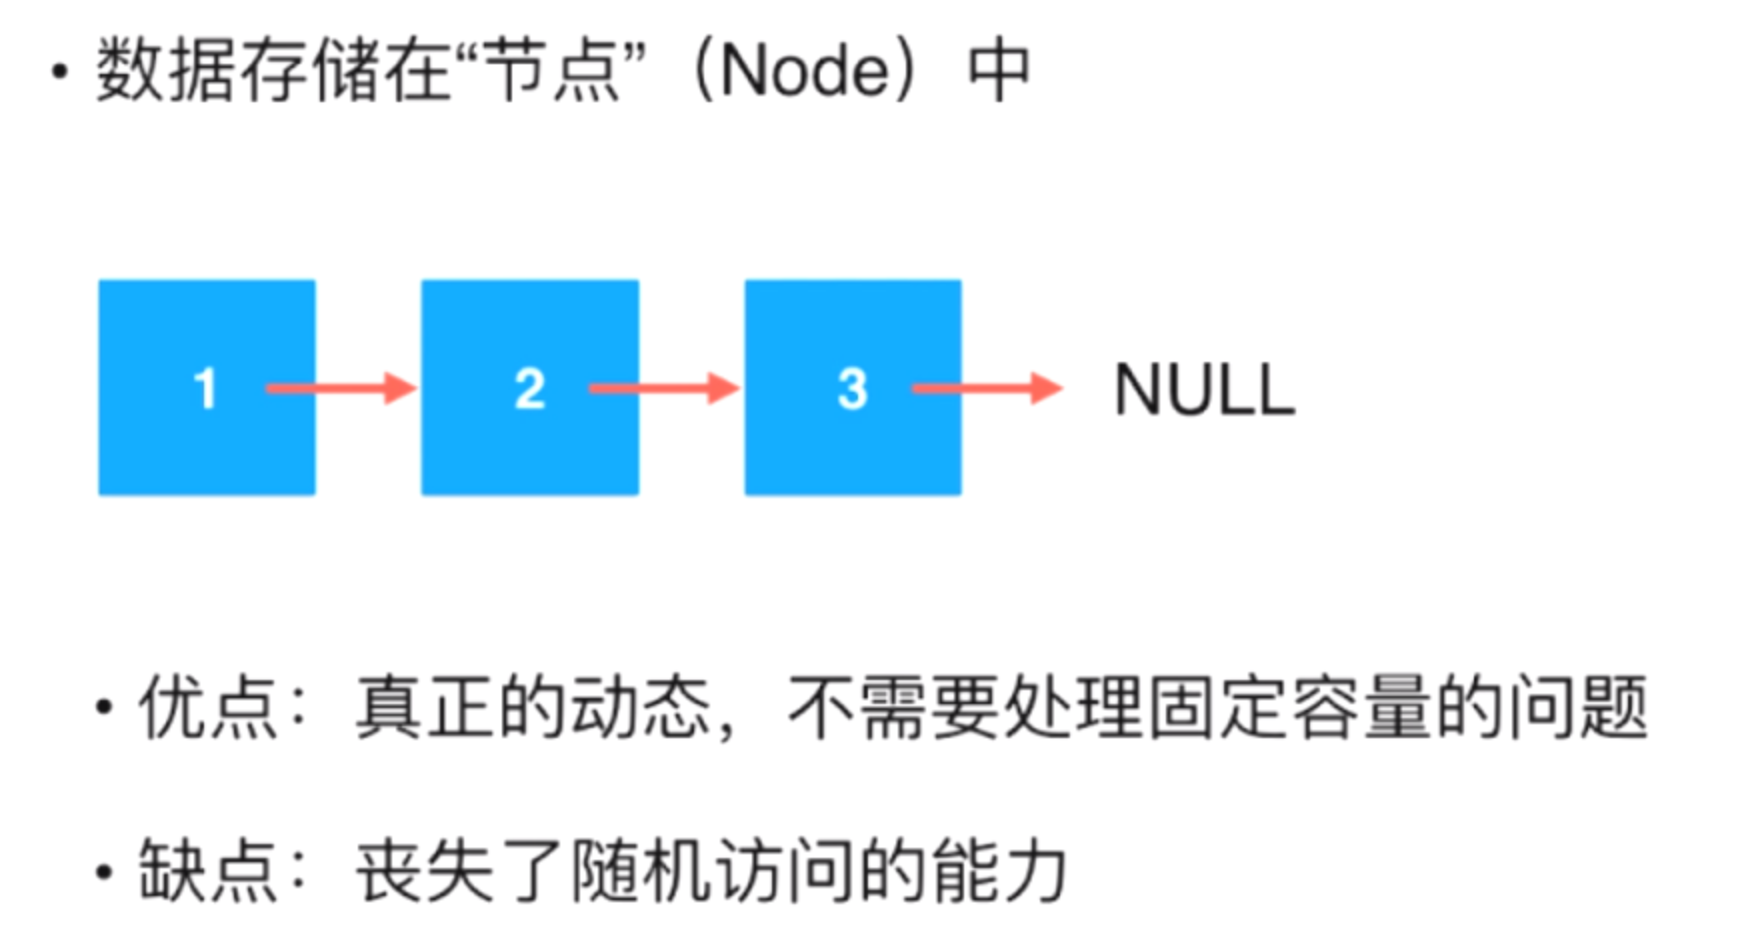 • 数据存储在“节点”（Node）中
1 2 3 NULL
• 优点：真正的动态，不需要处理固定容量的问题
• 缺点：丧失了随机访问的能力